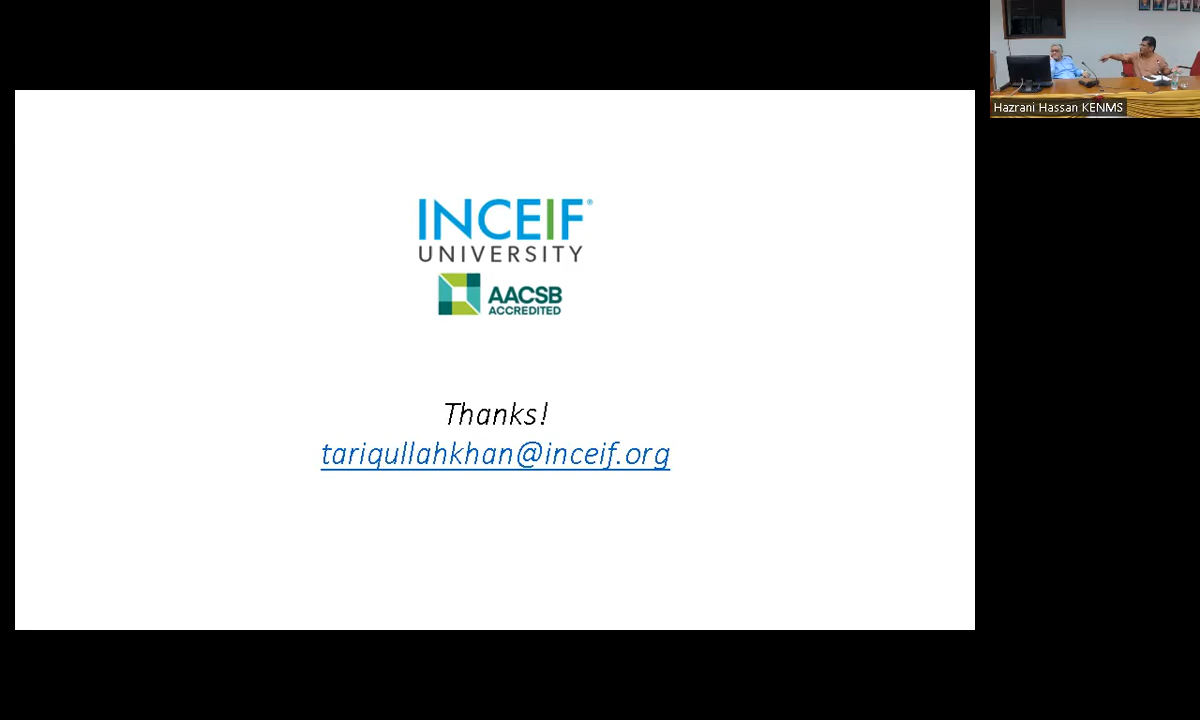 INCEIF®
UNIVERSITY
AACSB
ACCREDITED
Thanks!
tariqullahkhan@inceif.org
Hazrani Hassan KENMS